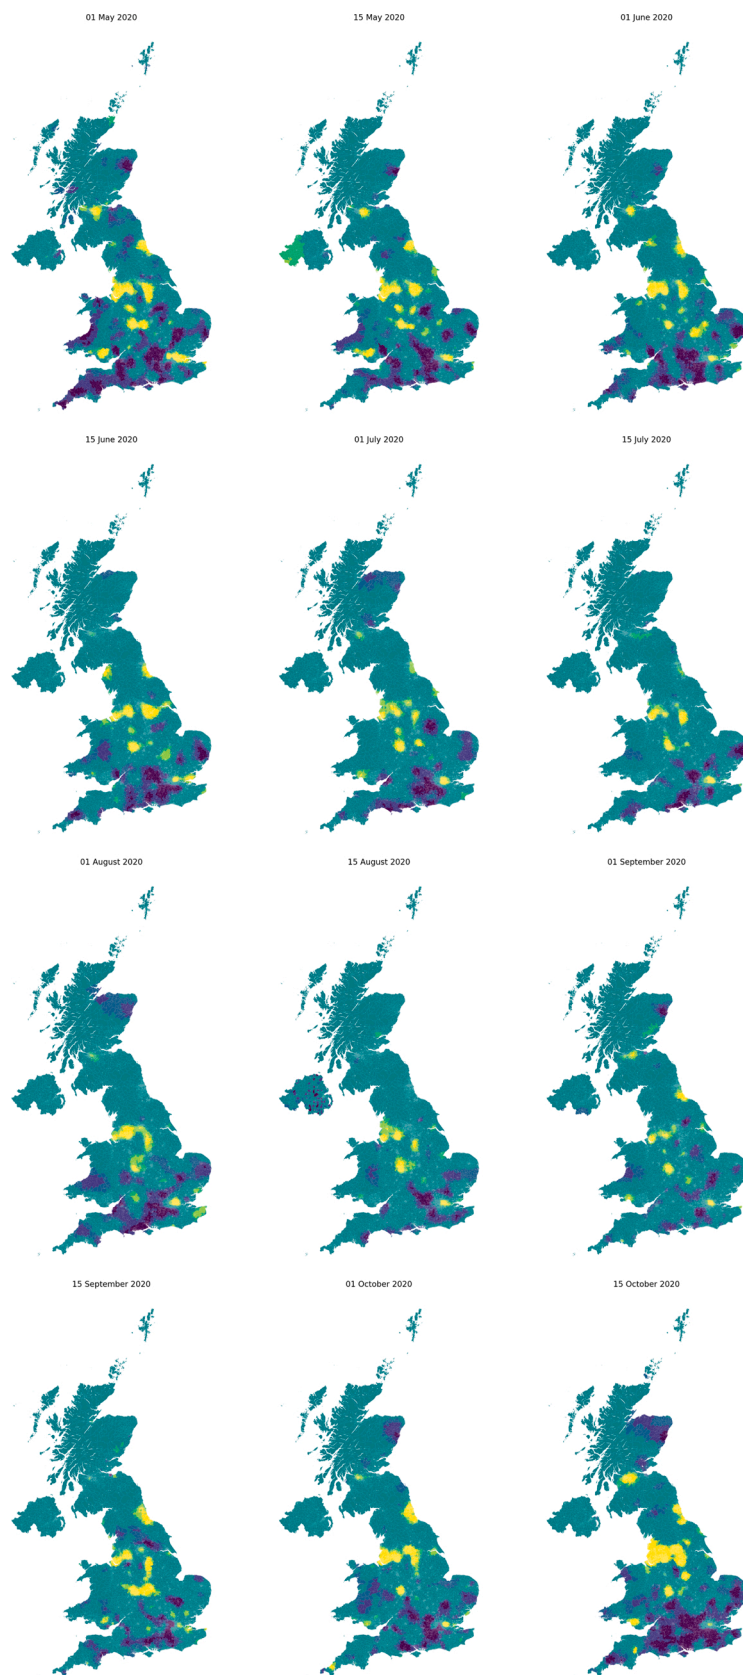 01 May 2020
15 May 2020
01 June 2020
15 June 2020
01 July 2020
15 July 2020
01 August 2020
15 August 2020
01 September 2020
15 September 2020
01 October 2020
15 October 2020